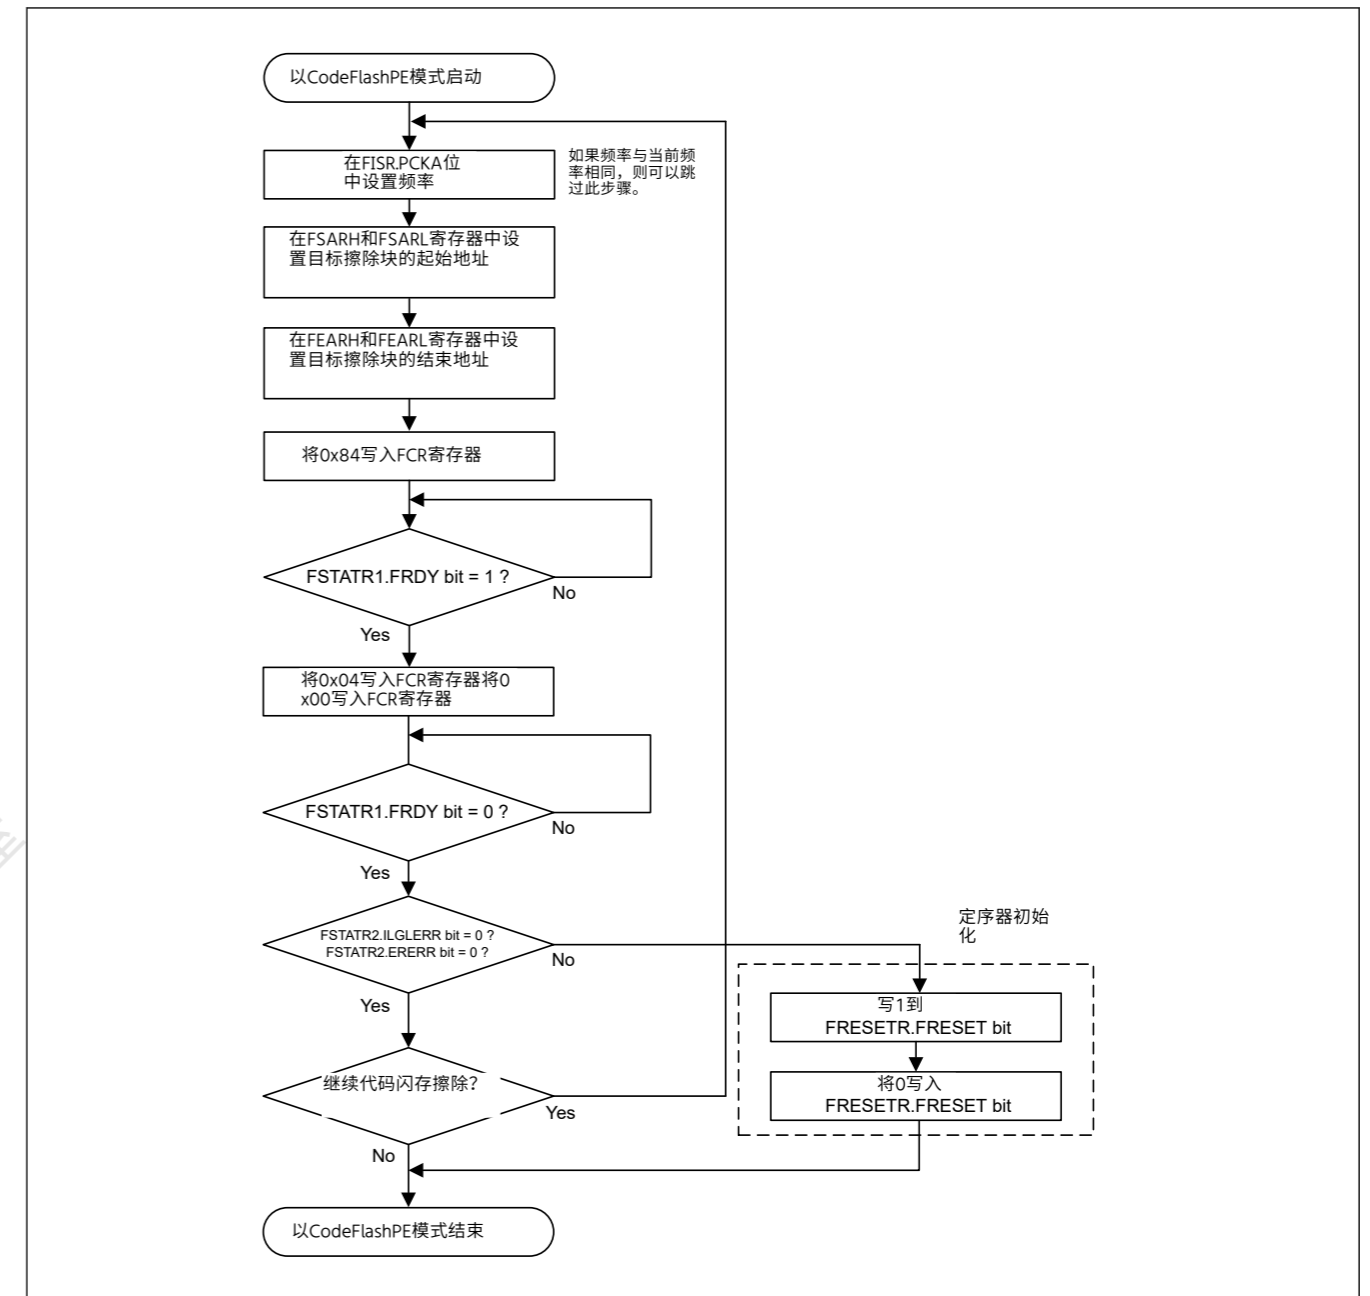 以CodeFlashPE模式启动
在FISR.PCKA位
中设置频率
如果频率与当前频
率相同，则可以跳
过此步骤。
在FSARH和FSARL寄存器中设
置目标擦除块的起始地址
在FEARH和FEARL寄存器中设
置目标擦除块的结束地址
将0x84写入FCR寄存器
FSTATR1.FRDY bit = 1 ?
No
Yes
将0x04写入FCR寄存器将0
x00写入FCR寄存器
FSTATR1.FRDY bit = 0 ?
No
Yes
FSTATR2.ILGLERR bit = 0 ?
FSTATR2.ERERR bit = 0 ?
No
Yes
定序器初始
化
写1到
FRESETR.FRESET bit
将0写入
FRESETR.FRESET bit
继续代码闪存擦除？
Yes
No
以CodeFlashPE模式结束